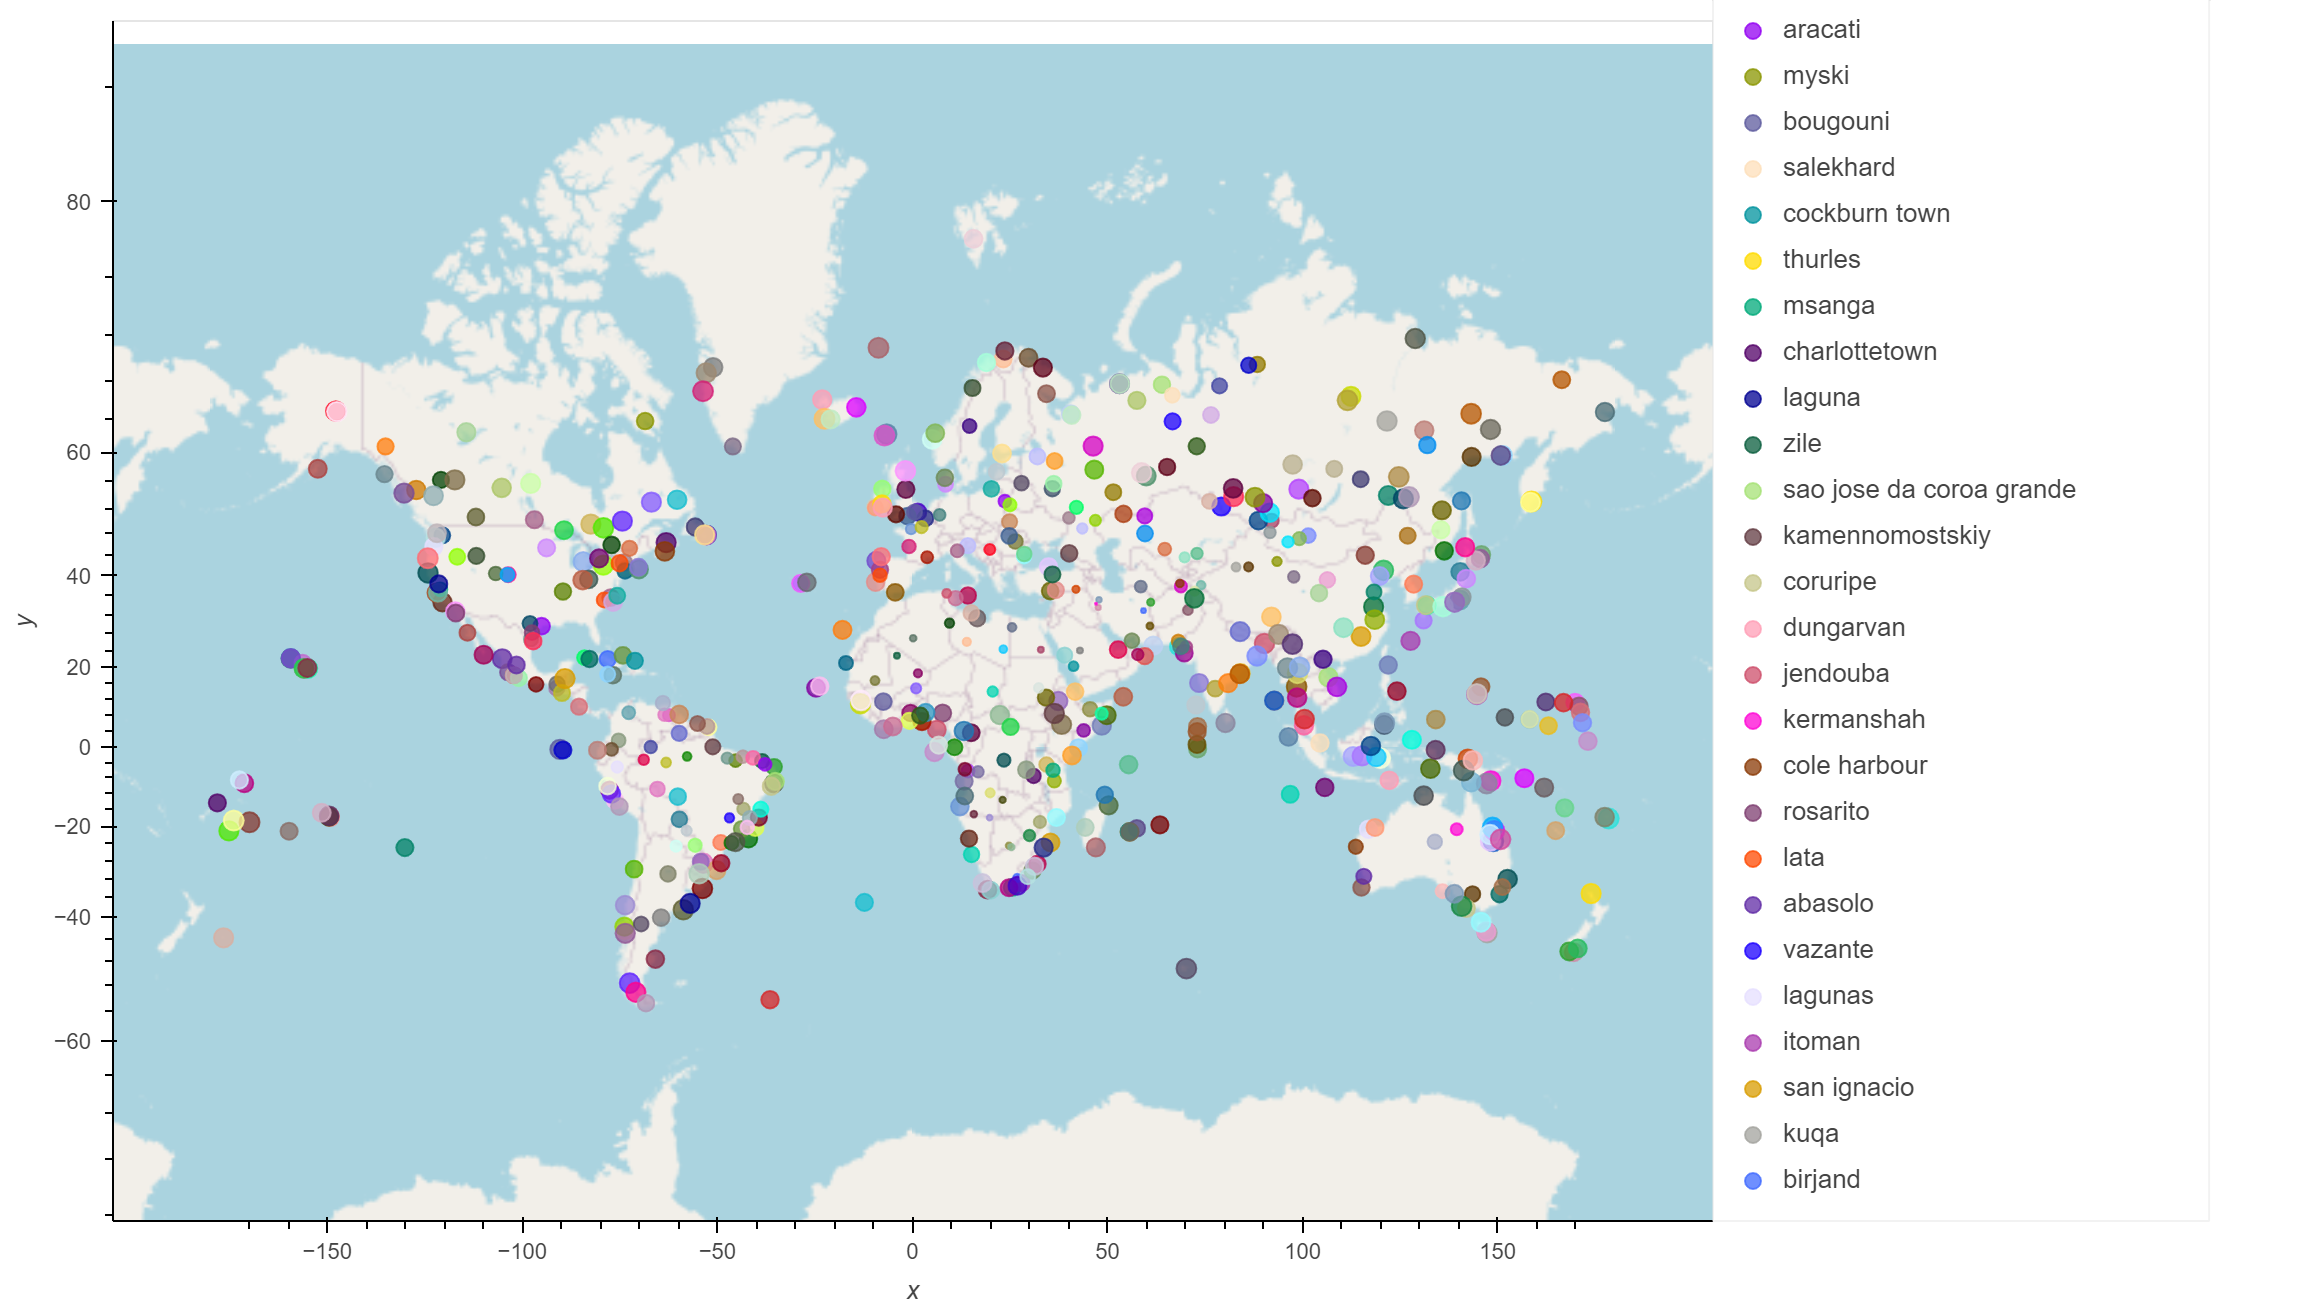 aracati
myski
bougouni
salekhard
cockburn town
thurles
msanga
charlottetown
laguna
zile
sao jose da coroa grande
kamennomostskiy
coruripe
dungarvan
jendouba
kermanshah
cole harbour
rosarito
lata
abasolo
vazante
lagunas
itoman
san ignacio
kuqa
birjand
80
60
40
20
0
−20
−40
−60
y
−150 −100 −50 0 50 100 150
x